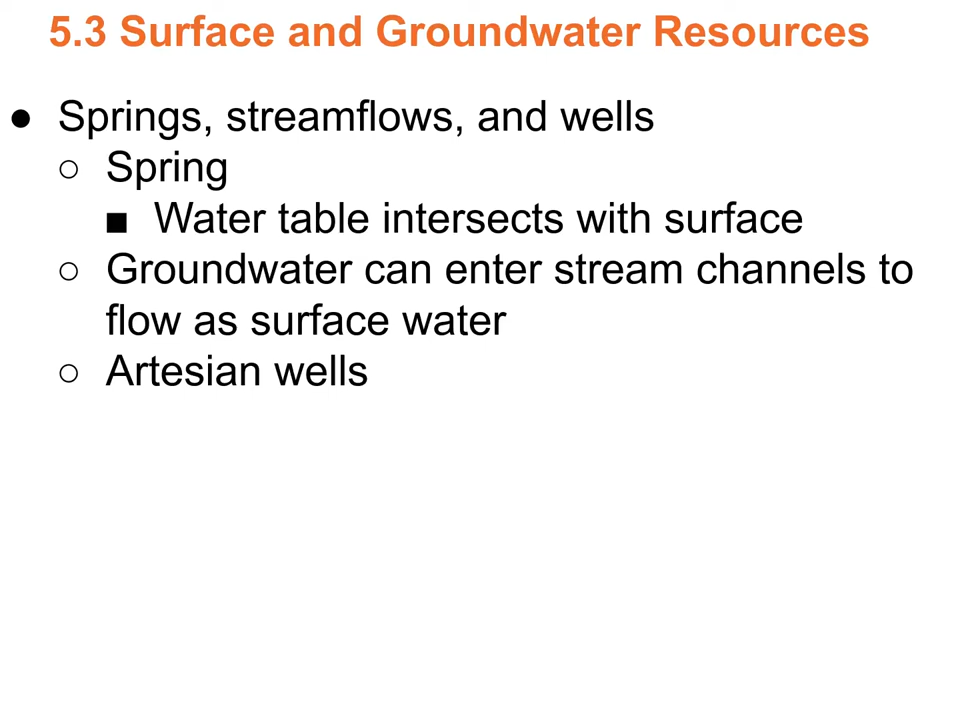 5.3 Surface and Groundwater Resources
● Springs, streamflows, and wells
○ Spring
■ Water table intersects with surface
○ Groundwater can enter stream channels to
flow as surface water
○ Artesian wells